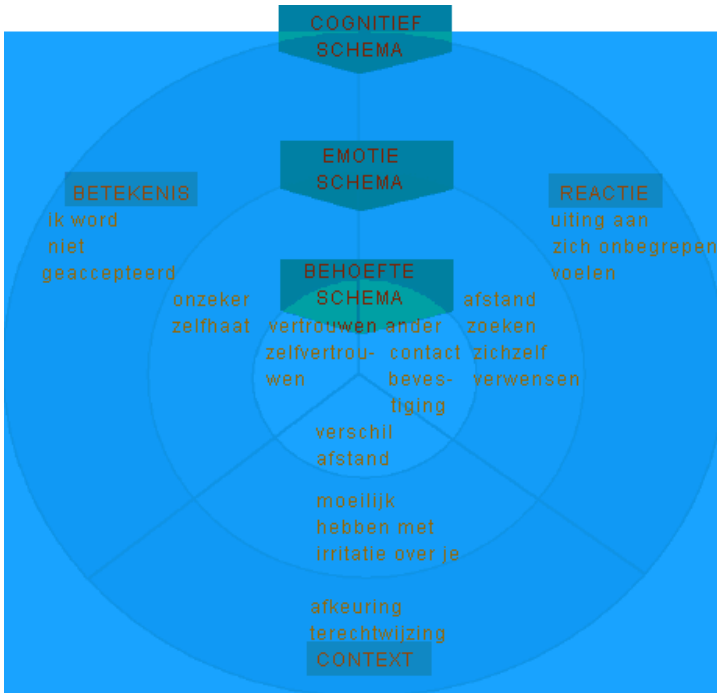 COGNITIEF
SCHEMA
EMOTIE
SCHEMA
BETEKENIS
ik word
niet
geaccepteerd
REACTIE
uiting aan
zich onbegrepen
voelen
BEHOEFTE
SCHEMA
onzeker
zelfhaat
vertrouwen
zelfvertrou-
wen
ander
contact
beves-
tiging
afstand
zoeken
zichzelf
verwensen
verschil
afstand
moeilijk
hebben met
irritatie over je
afkeuring
terechtwijzing
CONTEXT